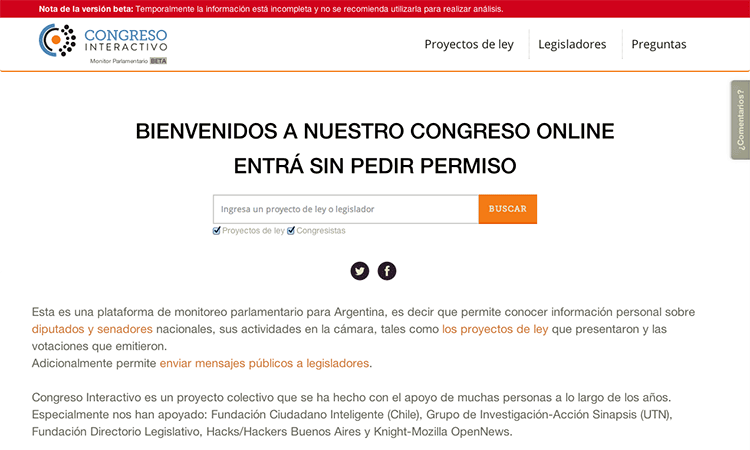 Nota de la versión beta: Temporalmente la información está incompleta y no se recomienda utilizarla para realizar análisis.
CONGRESO
INTERACTIVO
Monitor Parlamentario BETA
Proyectos de ley
Legisladores
Preguntas
¿Comentarios?
BIENVENIDOS A NUESTRO CONGRESO ONLINE
ENTRÁ SIN PEDIR PERMISO
Ingresa un proyecto de ley o legislador
BUSCAR
Proyectos de ley Congresistas
Esta es una plataforma de monitoreo parlamentario para Argentina, es decir que permite conocer información personal sobre
diputados y senadores nacionales, sus actividades en la cámara, tales como los proyectos de ley que presentaron y las
votaciones que emitieron.
Adicionalmente permite enviar mensajes públicos a legisladores.
Congreso Interactivo es un proyecto colectivo que se ha hecho con el apoyo de muchas personas a lo largo de los años.
Especialmente nos han apoyado: Fundación Ciudadano Inteligente (Chile), Grupo de Investigación-Acción Sinapsis (UTN),
Fundación Directorio Legislativo, Hacks/Hackers Buenos Aires y Knight-Mozilla OpenNews.